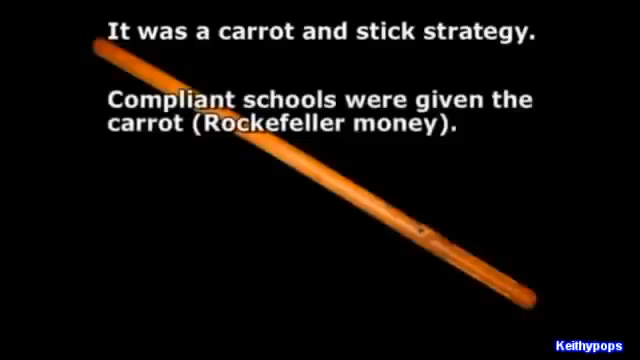 It was a carrot and stick strategy.
Compliant schools were given the
carrot (Rockefeller money).
Keithypops